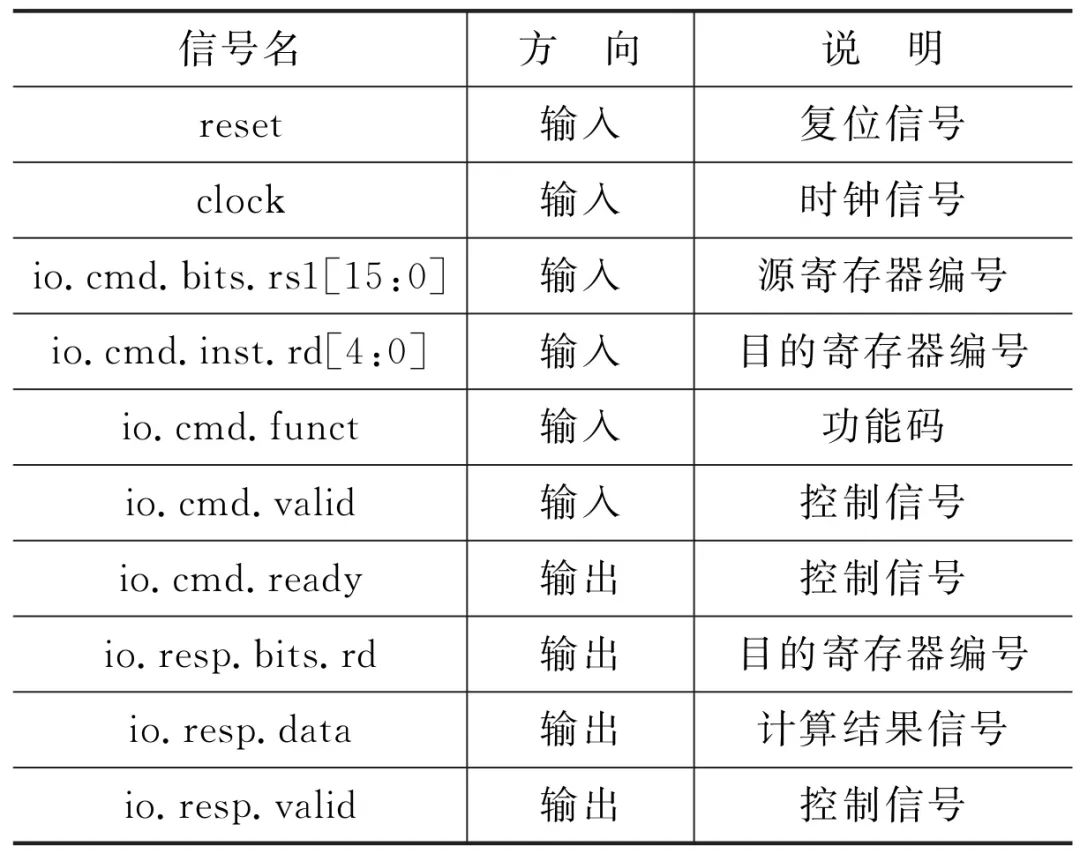 信号名 方 向 说 明
reset 输入 复位信号
clock 输入 时钟信号
io.cmd.bits.rs1[15:0] 输入 源寄存器编号
io.cmd.inst.rd[4:0] 输入 目的寄存器编号
io.cmd.funct 输入 功能码
io.cmd.valid 输入 控制信号
io.cmd.ready 输出 控制信号
io.resp.bits.rd 输出 目的寄存器编号
io.resp.data 输出 计算结果信号
io.resp.valid 输出 控制信号